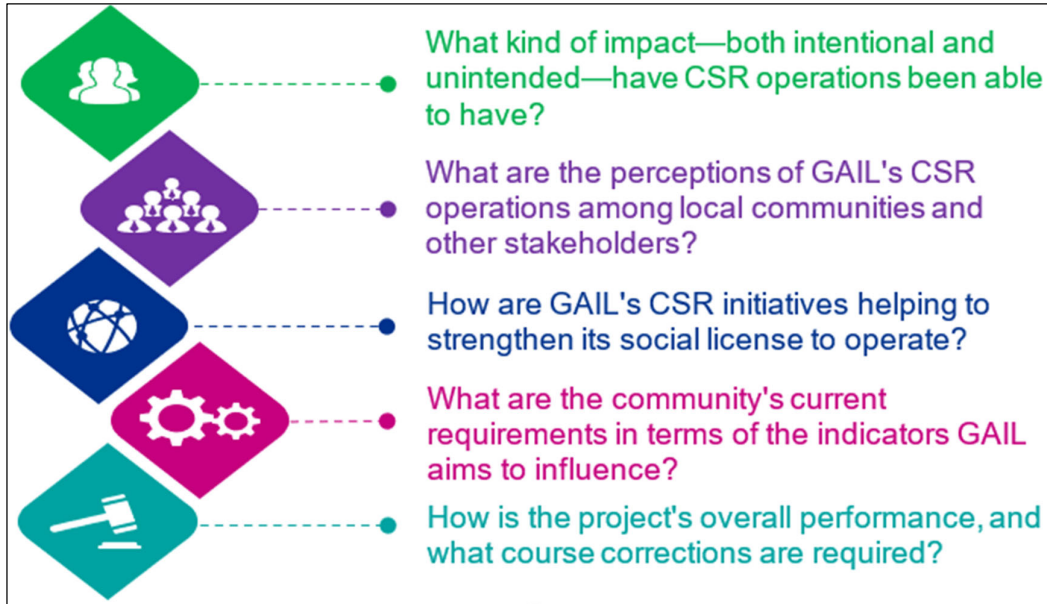 What kind of impact—both intentional and
unintended—have CSR operations been able
to have?
What are the perceptions of GAIL's CSR
operations among local communities and
other stakeholders?
How are GAIL's CSR initiatives helping to
strengthen its social license to operate?
What are the community's current
requirements in terms of the indicators GAIL
aims to influence?
How is the project's overall performance, and
what course corrections are required?